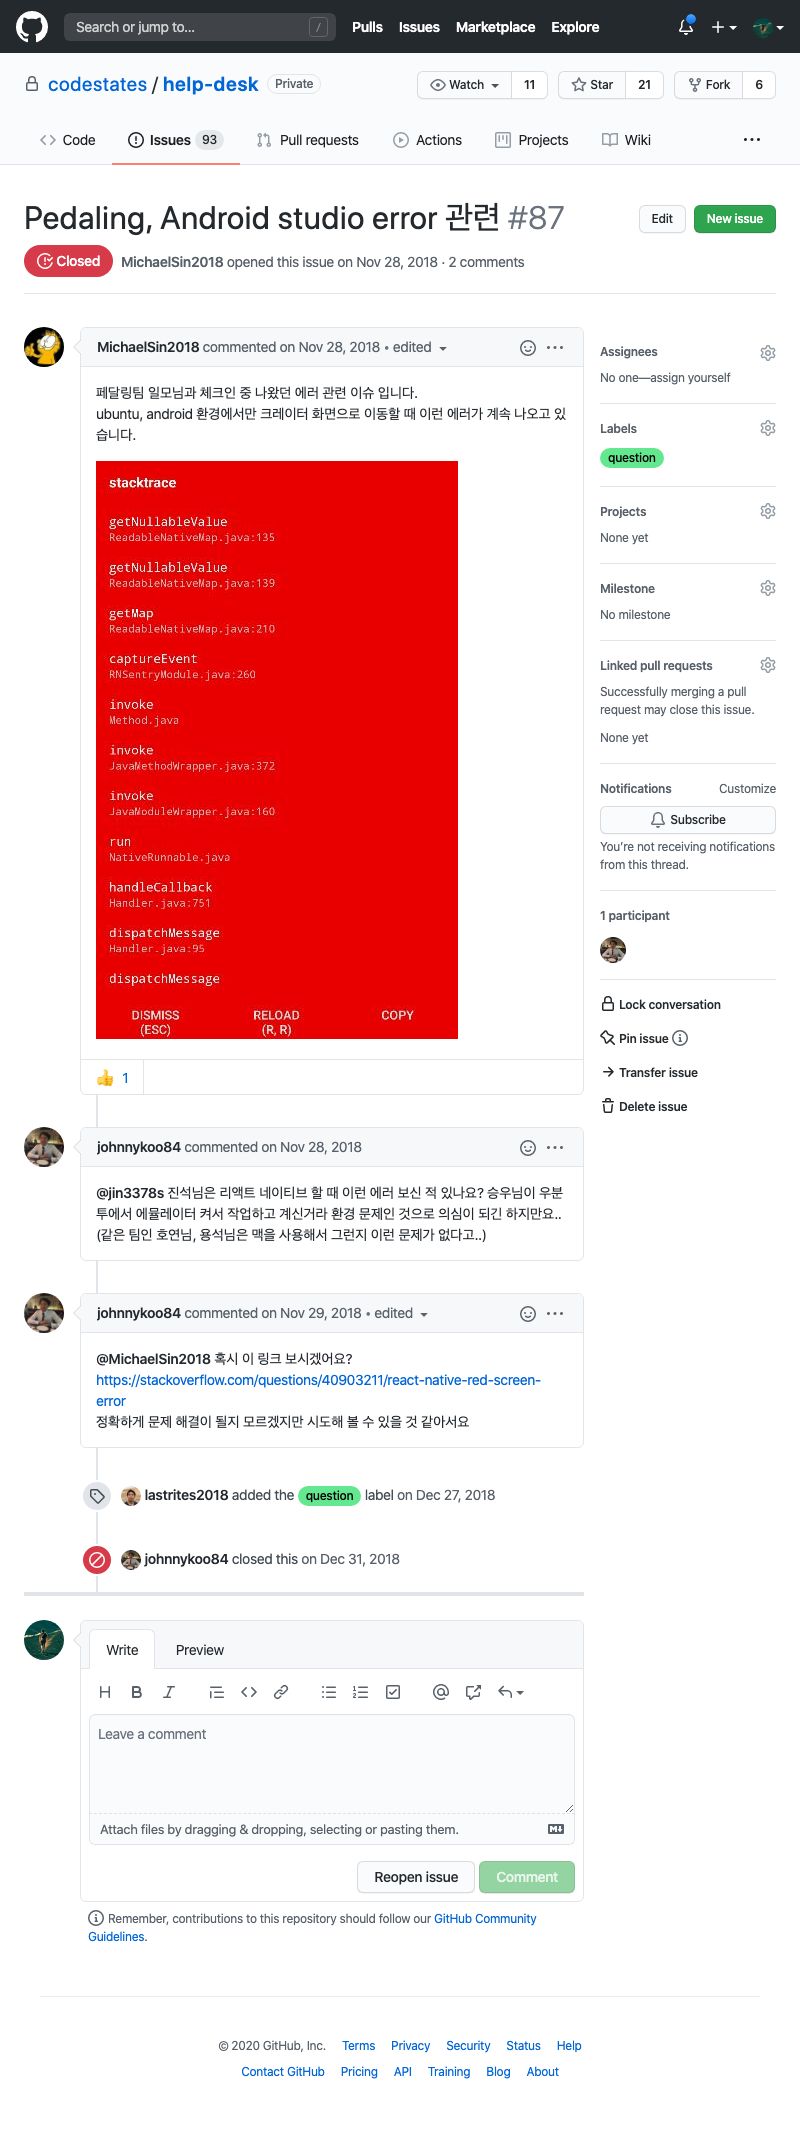 Search or jump to... /
Pulls Issues Marketplace Explore
codestates / help-desk Private
Watch 11 Star 21 Fork 6
Code Issues 93 Pull requests Actions Projects Wiki
Pedaling, Android studio error 관련 #87
Edit New issue
Closed MichaelSin2018 opened this issue on Nov 28, 2018 · 2 comments
MichaelSin2018 commented on Nov 28, 2018 • edited
페달링팀 일모님과 체크인 중 나왔던 에러 관련 이슈 입니다.
ubuntu, android 환경에서만 크레이터 화면으로 이동할 때 이런 에러가 계속 나오고 있
습니다.
stacktrace
getNullableValue
ReadableNativeMap.java:135
getNullableValue
ReadableNativeMap.java:139
getMap
ReadableNativeMap.java:210
captureEvent
RNSentryModule.java:260
invoke
Method.java
invoke
JavaMethodWrapper.java:372
invoke
JavaModuleWrapper.java:160
run
NativeRunnable.java
handleCallback
Handler.java:751
dispatchMessage
Handler.java:95
dispatchMessage
DISMISS RELOAD COPY
(ESC) (R, R)
1
johnnykoo84 commented on Nov 28, 2018
@jin3378s 진석님은 리액트 네이티브 할 때 이런 에러 보신 적 있나요? 승우님이 우분
투에서 에뮬레이터 켜서 작업하고 계신거라 환경 문제인 것으로 의심이 되긴 하지만요..
(같은 팀인 호연님, 용석님은 맥을 사용해서 그런지 이런 문제가 없다고..)
johnnykoo84 commented on Nov 29, 2018 • edited
@MichaelSin2018 혹시 이 링크 보시겠어요?
https://stackoverflow.com/questions/40903211/react-native-red-screen-
error
정확하게 문제 해결이 될지 모르겠지만 시도해 볼 수 있을 것 같아서요
lastrites2018 added the question label on Dec 27, 2018
johnnykoo84 closed this on Dec 31, 2018
Write Preview
H B I
Leave a comment
Attach files by dragging & dropping, selecting or pasting them.
Reopen issue Comment
Remember, contributions to this repository should follow our GitHub Community
Guidelines.
Assignees
No one—assign yourself
Labels
question
Projects
None yet
Milestone
No milestone
Linked pull requests
Successfully merging a pull
request may close this issue.
None yet
Notifications Customize
Subscribe
You're not receiving notifications
from this thread.
1 participant
Lock conversation
Pin issue
Transfer issue
Delete issue
© 2020 GitHub, Inc. Terms Privacy Security Status Help
Contact GitHub Pricing API Training Blog About